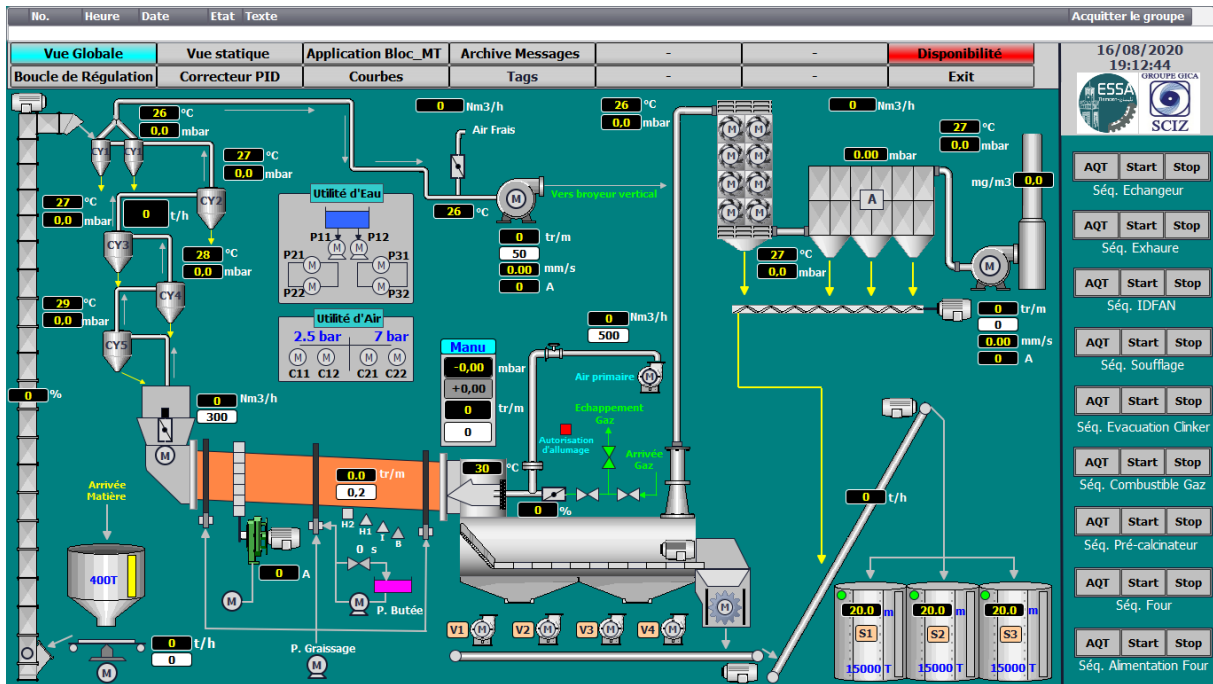 No. Heure Date Etat Texte Acquitter le groupe
Vue Globale Vue statique Application Bloc_MT Archive Messages - - Disponibilité
Boucle de Régulation Correcteur PID Courbes Tags - - Exit
16/08/2020
19:12:44
ESSA
GROUPE GICA
SCIZ
26 °C
0,0 mbar
0 Nm3/h
Air Frais
26 °C
0,0 mbar
0 Nm3/h
27 °C
0,0 mbar
CY1 CY1
27 °C
0,0 mbar
0.00 mbar
mg/m3 0,0
27 °C
0,0 mbar
0 t/h
CY2
Utilité d'Eau
P11 P12
P21 P31
P22 P32
M M M M M M
26 °C
M
Vers broyeur vertical
0 tr/m
50
0.00 mm/s
0 A
M M
M M
M M
M M
A
M
CY3
28 °C
0,0 mbar
27 °C
0,0 mbar
29 °C
0,0 mbar
CY4
CY5
Utilité d'Air
2.5 bar 7 bar
M M M M
C11 C12 C21 C22
0 Nm3/h
500
0 tr/m
0
0.00 mm/s
0 A
Manu
-0,00 mbar
+0,00
0 tr/m
0
Air primaire M
0 %
0 Nm3/h
300
M
Echappement
Gaz
Autorisation
d'allumage
Arrivée
Gaz
30 °C
0 %
0.0 tr/m
0,2
H2 H1 I B
0 s
Arrivée
Matière
400T
0 A
M
M
P. Butée
P. Graissage
M
0 t/h
0
M
V1 M V2 M V3 M V4 M
0 t/h
20.0 m 20.0 m 20.0 m
S1 S2 S3
15000 T 15000 T 15000 T
AQT Start Stop
Séq. Echangeur
AQT Start Stop
Séq. Exhaure
AQT Start Stop
Séq. IDFAN
AQT Start Stop
Séq. Soufflage
AQT Start Stop
Séq. Evacuation Clinker
AQT Start Stop
Séq. Combustible Gaz
AQT Start Stop
Séq. Pré-calcinateur
AQT Start Stop
Séq. Four
AQT Start Stop
Séq. Alimentation Four